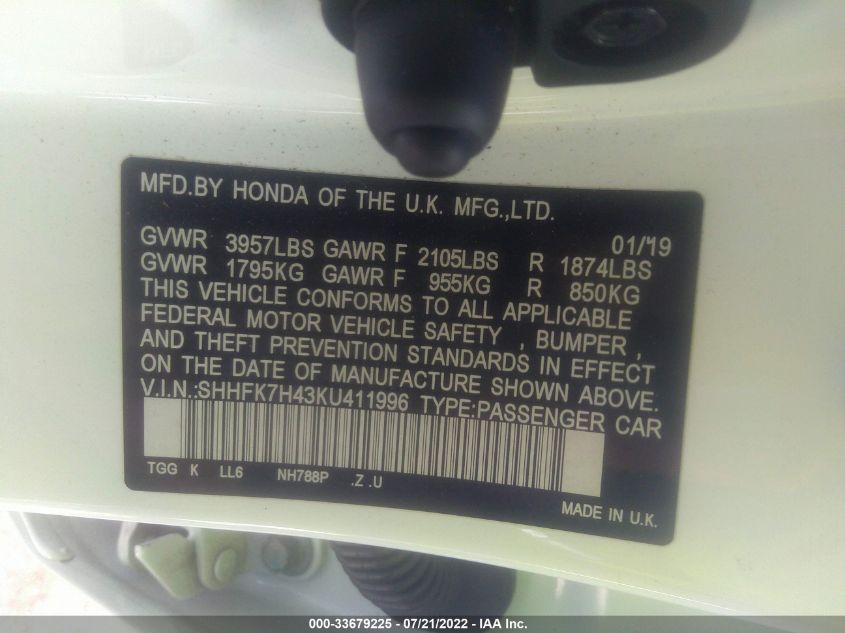 MFD.BY HONDA OF THE U.K. MFG.,LTD.
01/19
GVWR 3957LBS GAWR F 2105LBS R 1874LBS
GVWR 1795KG GAWR F 955KG R 850KG
THIS VEHICLE CONFORMS TO ALL APPLICABLE
FEDERAL MOTOR VEHICLE SAFETY , BUMPER ,
AND THEFT PREVENTION STANDARDS IN EFFECT
ON THE DATE OF MANUFACTURE SHOWN ABOVE.
V.I.N.:SHHFK7H43KU411996 TYPE:PASSENGER CAR
TGG K LL6 NH788P .Z .U
MADE IN U.K.
000-33679225 - 07/21/2022 - IAA Inc.